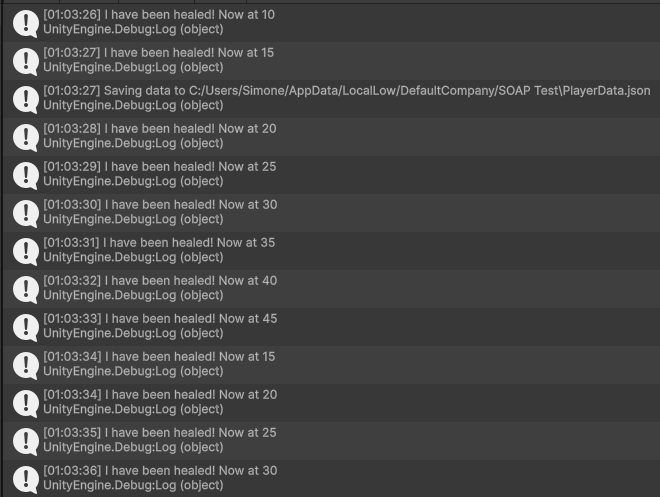 [01:03:26] I have been healed! Now at 10
UnityEngine.Debug:Log (object)
[01:03:27] I have been healed! Now at 15
UnityEngine.Debug:Log (object)
[01:03:27] Saving data to C:/Users/Simone/AppData/LocalLow/DefaultCompany/SOAP Test\PlayerData.json
UnityEngine.Debug:Log (object)
[01:03:28] I have been healed! Now at 20
UnityEngine.Debug:Log (object)
[01:03:29] I have been healed! Now at 25
UnityEngine.Debug:Log (object)
[01:03:30] I have been healed! Now at 30
UnityEngine.Debug:Log (object)
[01:03:31] I have been healed! Now at 35
UnityEngine.Debug:Log (object)
[01:03:32] I have been healed! Now at 40
UnityEngine.Debug:Log (object)
[01:03:33] I have been healed! Now at 45
UnityEngine.Debug:Log (object)
[01:03:34] I have been healed! Now at 15
UnityEngine.Debug:Log (object)
[01:03:34] I have been healed! Now at 20
UnityEngine.Debug:Log (object)
[01:03:35] I have been healed! Now at 25
UnityEngine.Debug:Log (object)
[01:03:36] I have been healed! Now at 30
UnityEngine.Debug:Log (object)